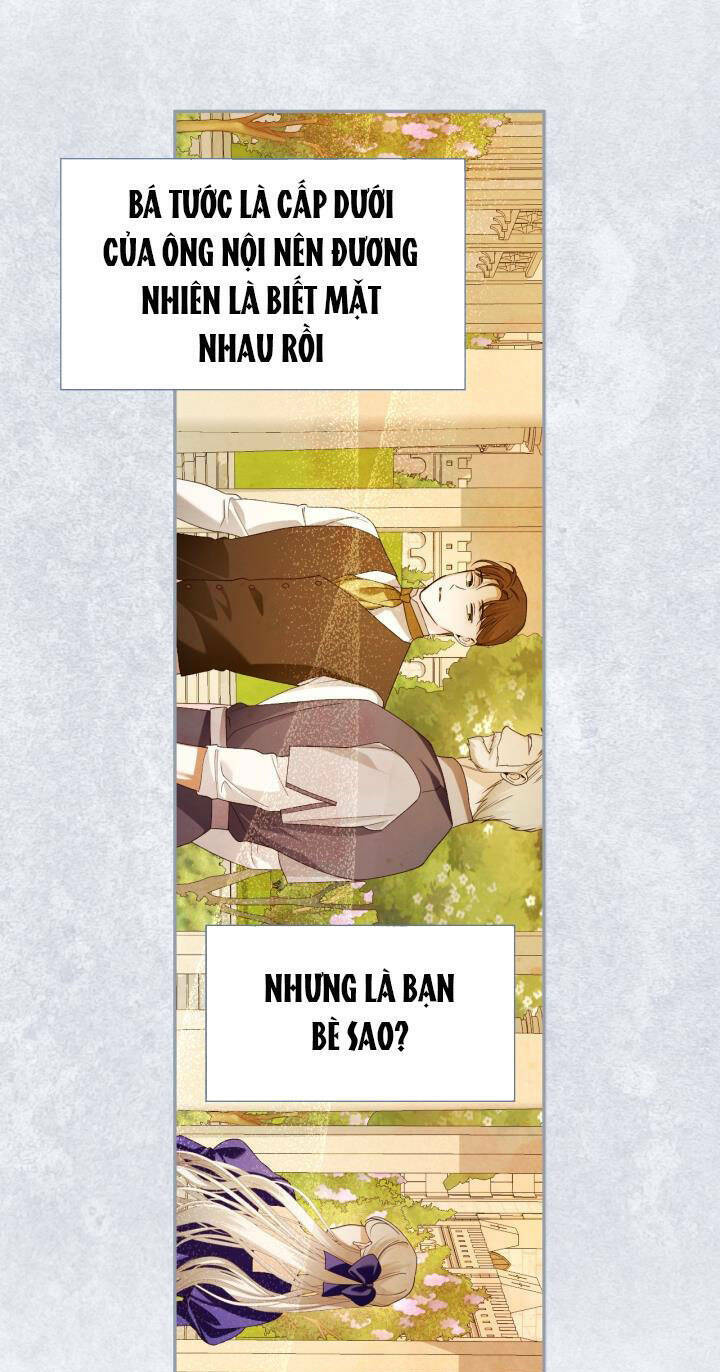 BÁ TƯỚC LÀ CẤP DƯỚI
CỦA ÔNG NỘI NÊN ĐƯƠNG
NHIÊN LÀ BIẾT MẶT
NHAU RỒI
NHƯNG LÀ BẠN
BÈ SAO?